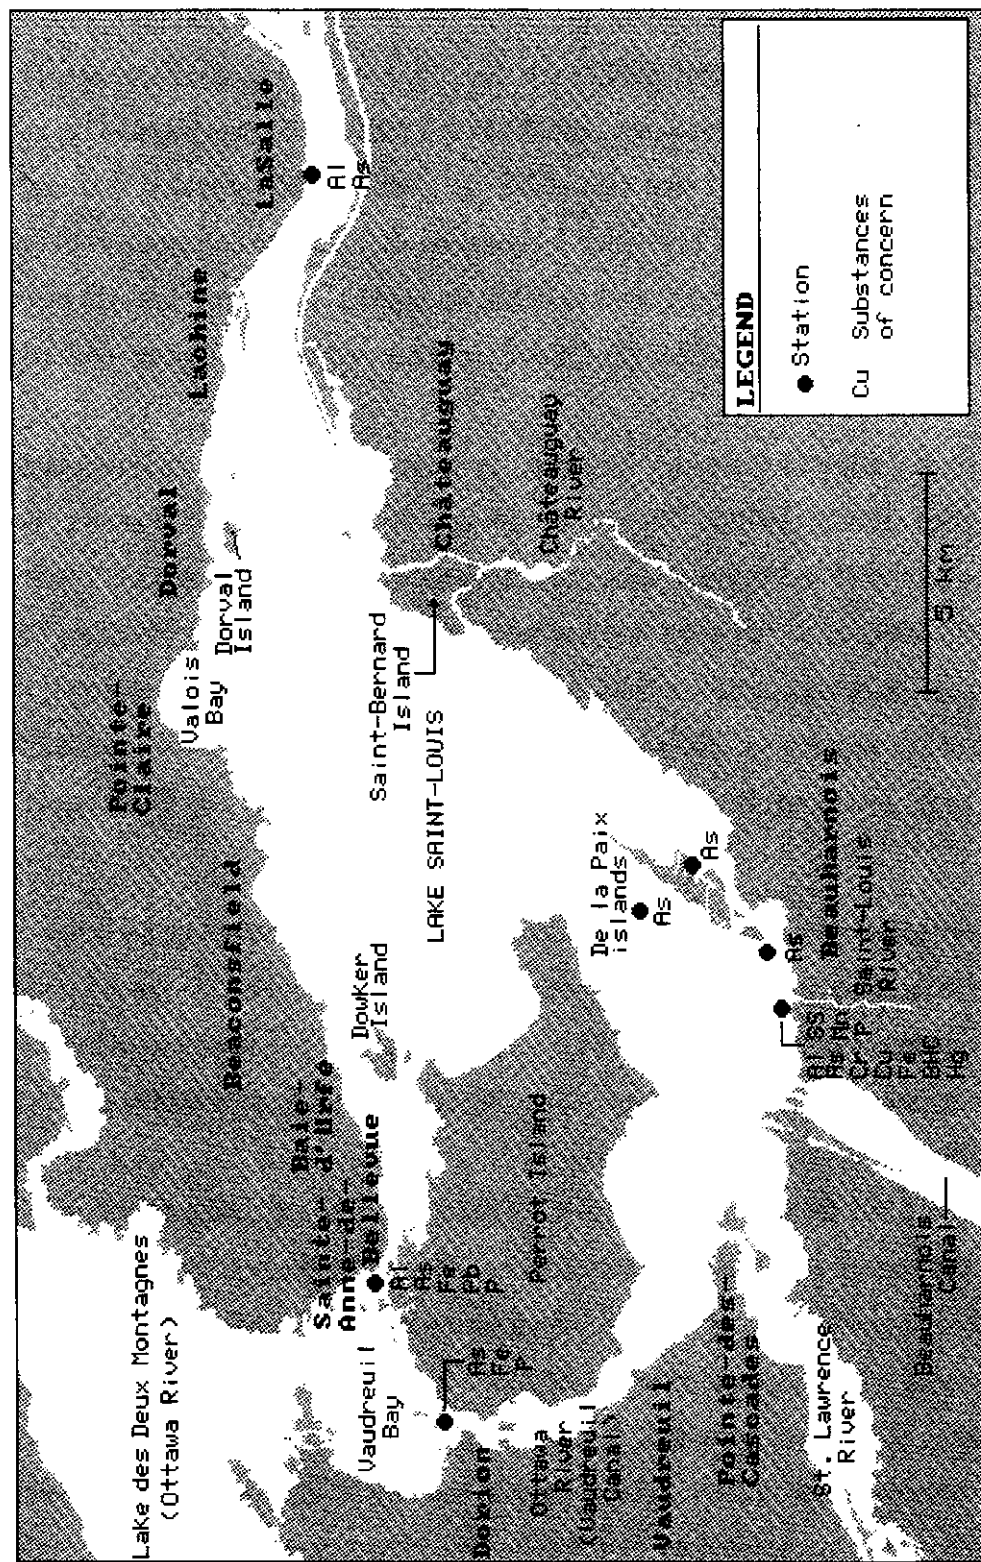 Lake des Deux Montagnes
(Ottawa River)
Vaudreuil
Bay
Sainte-
Anne-de-
Bellevue
Al
As
Fe
Pb
P
As
Fe
P
Dorion
Ottawa
River
(Vaudreuil
Canal)
Vaudreuil
Pointe-des-
Cascades
St. Lawrence
River
Beauharnois
Canal
Perrot Island
Baie-
d'Urfé
Beaconsfield
Dowker
Island
LAKE SAINT-LOUIS
Pointe-
Claire
Valois
Bay
Dorval
Dorval
Island
Saint-Bernard
Island
De la Paix
islands
As
As
As
Beauharnois
Saint-Louis
River
Al SS
As Mn
Cr P
Cu
Fe
BHC
Hg
Châteauguay
Châteauguay
River
Lachine
LaSalle
Al
As
5 km
LEGEND
Station
Cu Substances
of concern